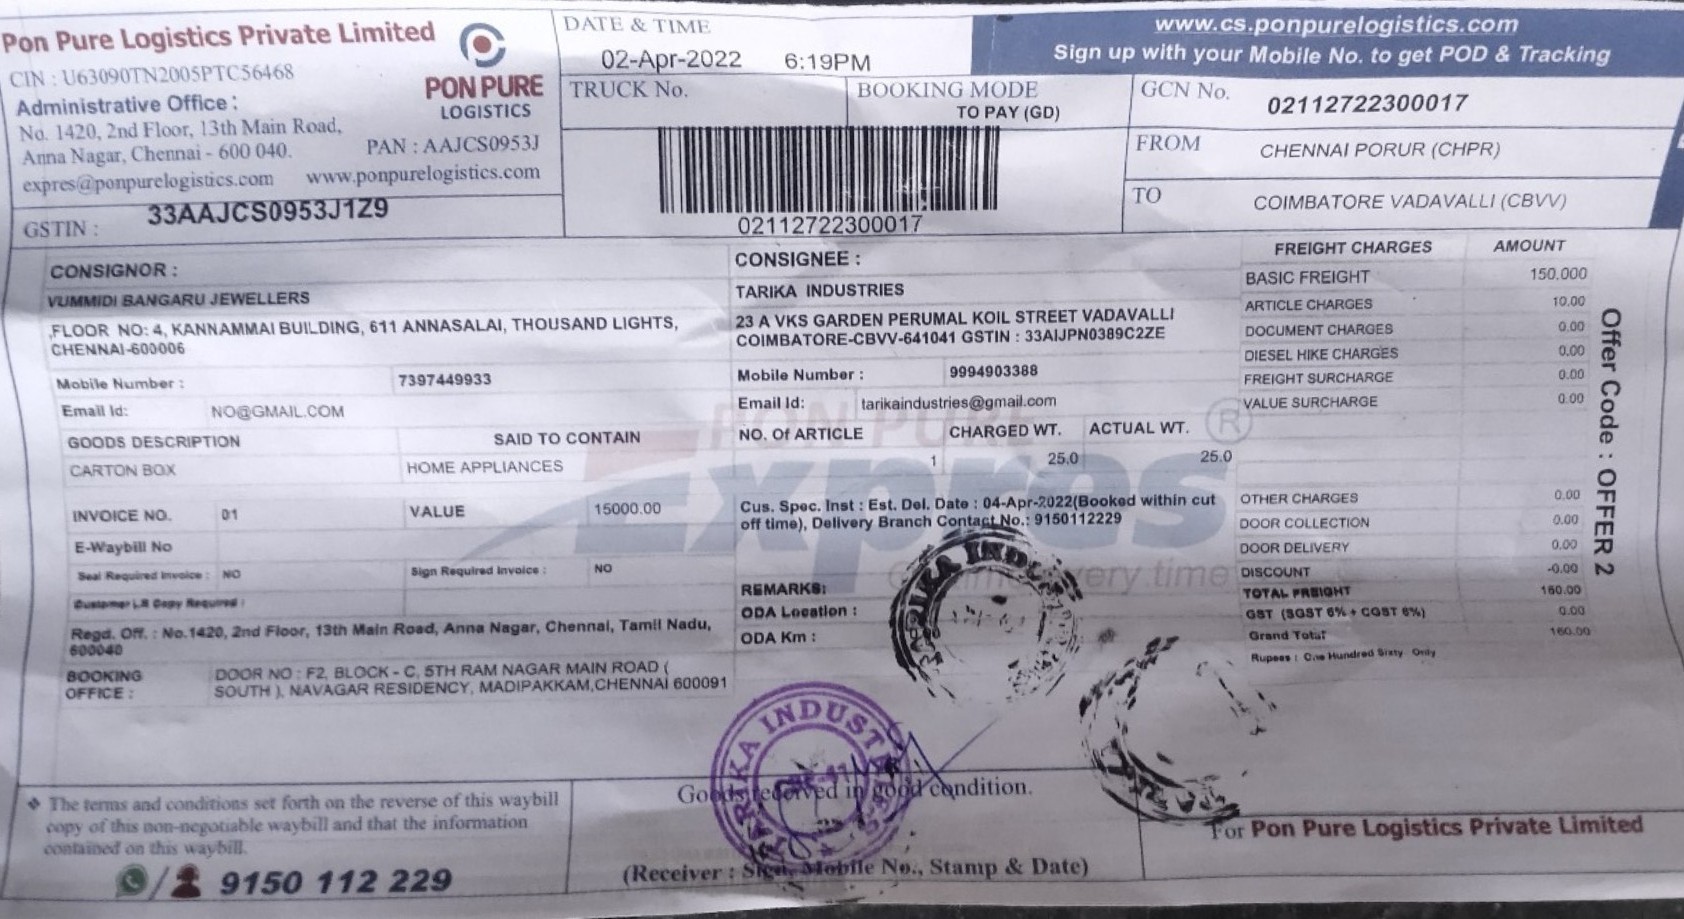 Pon Pure Logistics Private Limited
CIN : U63090TN2005PTC56468
Administrative Office :
No. 1420, 2nd Floor, 13th Main Road,
Anna Nagar, Chennai - 600 040.
PAN : AAJCS0953J
expres@ponpurelogistics.com www.ponpurelogistics.com
GSTIN : 33AAJCS0953J1Z9
PON PURE
LOGISTICS
DATE & TIME
02-Apr-2022 6:19PM
TRUCK No.
BOOKING MODE
TO PAY (GD)
02112722300017
www.cs.ponpurelogistics.com
Sign up with your Mobile No. to get POD & Tracking
GCN No. 02112722300017
FROM CHENNAI PORUR (CHPR)
TO COIMBATORE VADAVALLI (CBVV)
CONSIGNOR :
VUMMIDI BANGARU JEWELLERS
,FLOOR NO: 4, KANNAMMAI BUILDING, 611 ANNASALAI, THOUSAND LIGHTS,
CHENNAI-600006
Mobile Number : 7397449933
Email Id: NO@GMAIL.COM
GOODS DESCRIPTION SAID TO CONTAIN
CARTON BOX HOME APPLIANCES
INVOICE NO. 01 VALUE 15000.00
E-Waybill No
Seal Required Invoice : NO Sign Required Invoice : NO
Customer LR Copy Required :
Regd. Off. : No.1420, 2nd Floor, 13th Main Road, Anna Nagar, Chennai, Tamil Nadu,
600040
BOOKING OFFICE : DOOR NO : F2, BLOCK - C, 5TH RAM NAGAR MAIN ROAD (
SOUTH ), NAVAGAR RESIDENCY, MADIPAKKAM,CHENNAI 600091
CONSIGNEE :
TARIKA INDUSTRIES
23 A VKS GARDEN PERUMAL KOIL STREET VADAVALLI
COIMBATORE-CBVV-641041 GSTIN : 33AIJPN0389C2ZE
Mobile Number : 9994903388
Email Id: tarikaindustries@gmail.com
NO. Of ARTICLE CHARGED WT. ACTUAL WT.
1 25.0 25.0
Cus. Spec. Inst : Est. Del. Date : 04-Apr-2022(Booked within cut
off time), Delivery Branch Contact No.: 9150112229
REMARKS:
ODA Location :
ODA Km :
PON PURE
Expres
every time
FREIGHT CHARGES AMOUNT
BASIC FREIGHT 150.000
ARTICLE CHARGES 10.00
DOCUMENT CHARGES 0.00
DIESEL HIKE CHARGES 0.00
FREIGHT SURCHARGE 0.00
VALUE SURCHARGE 0.00
OTHER CHARGES 0.00
DOOR COLLECTION 0.00
DOOR DELIVERY 0.00
DISCOUNT -0.00
TOTAL FREIGHT 160.00
GST (SGST 6% + CGST 6%) 0.00
Grand Total 160.00
Rupees : One Hundred Sixty Only
Offer Code : OFFER 2
TARIKA INDUSTR
❖ The terms and conditions set forth on the reverse of this waybill
copy of this non-negotiable waybill and that the information
contained on this waybill.
9150 112 229
Goods received in good condition.
(Receiver : Sign, Mobile No., Stamp & Date)
For Pon Pure Logistics Private Limited